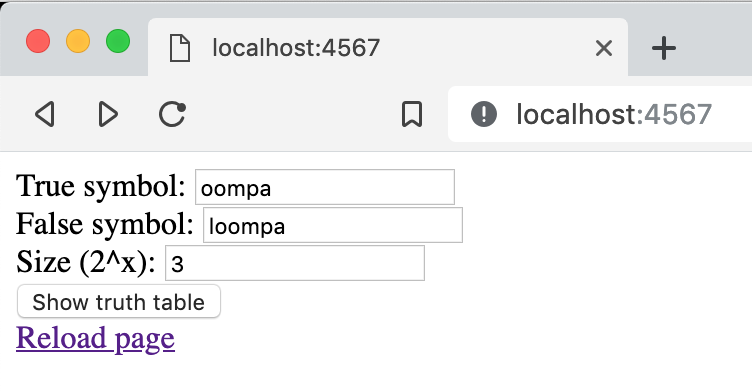 localhost:4567
localhost:4567
True symbol: oompa
False symbol: loompa
Size (2^x): 3
Show truth table
Reload page